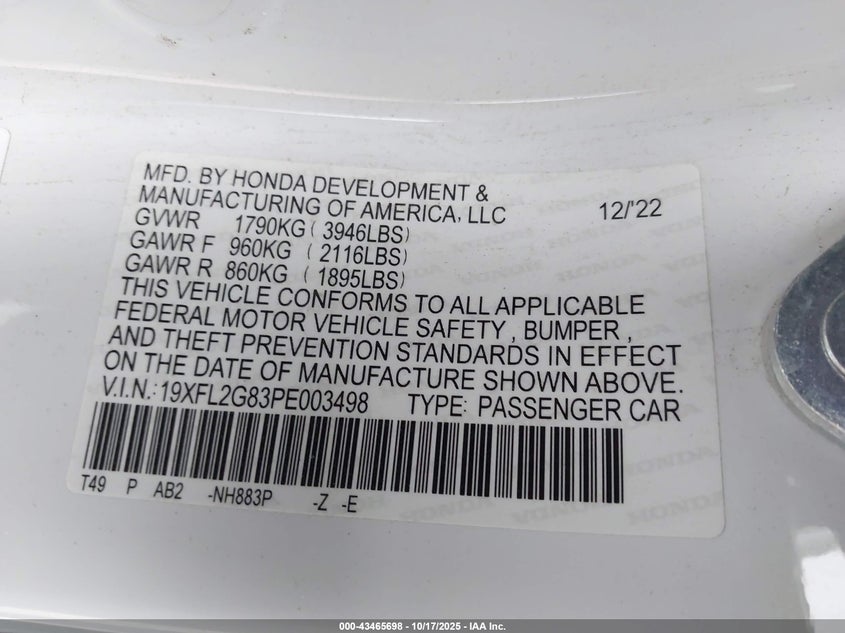 MFD. BY HONDA DEVELOPMENT &
MANUFACTURING OF AMERICA, LLC 12/'22
GVWR 1790KG ( 3946LBS)
GAWR F 960KG ( 2116LBS)
GAWR R 860KG ( 1895LBS)
THIS VEHICLE CONFORMS TO ALL APPLICABLE
FEDERAL MOTOR VEHICLE SAFETY , BUMPER ,
AND THEFT PREVENTION STANDARDS IN EFFECT
ON THE DATE OF MANUFACTURE SHOWN ABOVE.
V.I.N.: 19XFL2G83PE003498 TYPE: PASSENGER CAR
T49 P AB2 -NH883P -Z -E
000-43465698 | 10/17/2025 - IAA Inc.